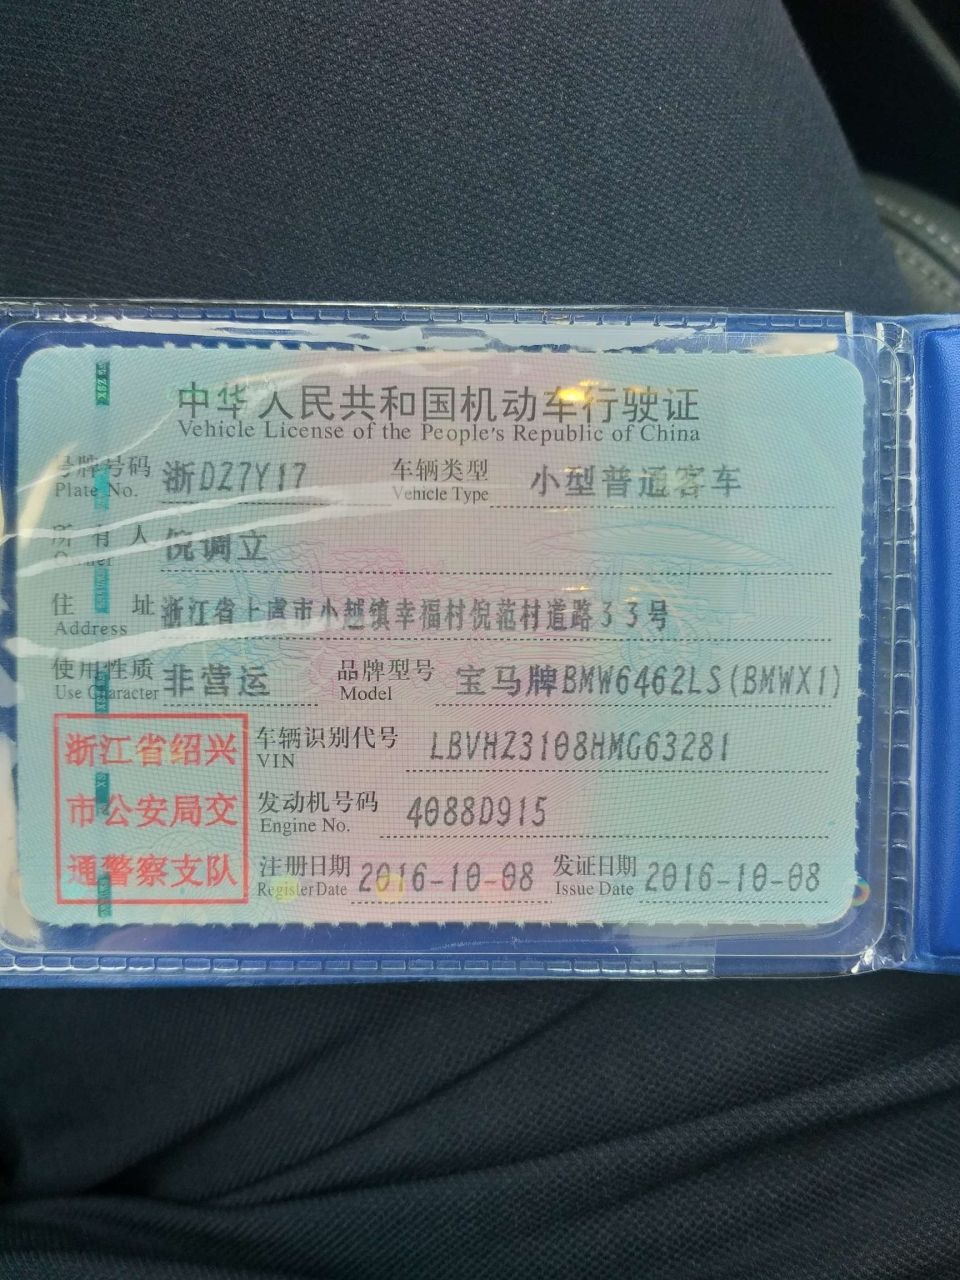 中华人民共和国机动车行驶证
Vehicle License of the People's Republic of China
号牌号码 浙DZ7Y17 车辆类型 小型普通客车
Plate No. Vehicle Type
所有人 倪调立
Owner
住址 浙江省上虞市小越镇幸福村倪范村道路33号
Address
使用性质 非营运 品牌型号 宝马牌BMW6462LS(BMWX1)
Use Character Model
浙江省绍兴
市公安局交
通警察支队
车辆识别代号 LBVHZ3108HMG63281
VIN
发动机号码 4088D915
Engine No.
注册日期 2016-10-08 发证日期 2016-10-08
Register Date Issue Date